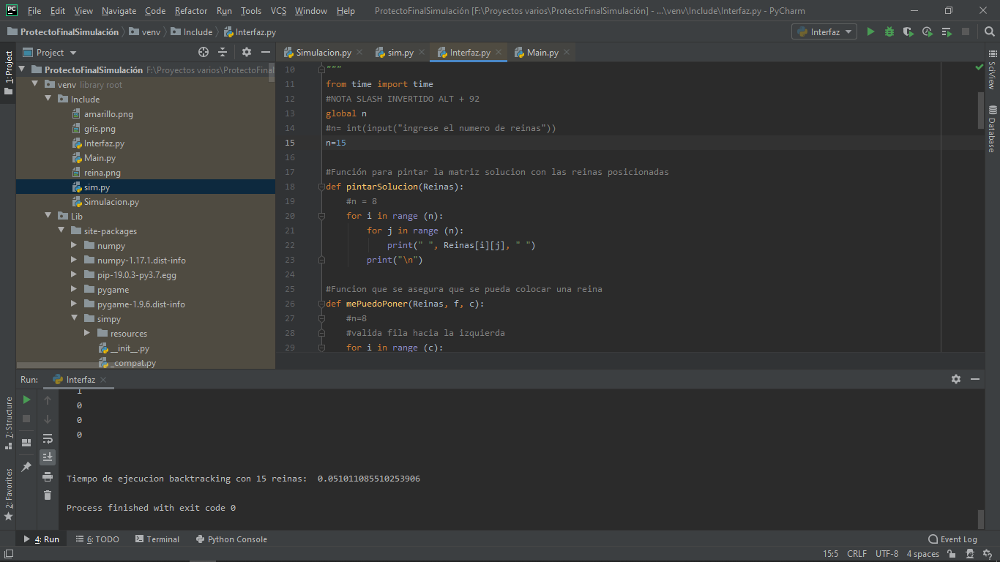 File Edit View Navigate Code Refactor Run Tools VCS Window Help ProtectoFinalSimulación [F:\Proyectos varios\ProtectoFinalSimulación] - ...\venv\Include\Interfaz.py - PyCharm
ProtectoFinalSimulación venv Include Interfaz.py Interfaz
1: Project
Project
ProtectoFinalSimulación F:\Proyectos varios\ProtectoFinal
venv library root
Include
amarillo.png
gris.png
Interfaz.py
Main.py
reina.png
sim.py
Simulacion.py
Lib
site-packages
numpy
numpy-1.17.1.dist-info
pip-19.0.3-py3.7.egg
pygame
pygame-1.9.6.dist-info
simpy
resources
__init__.py
_compat.py
Simulacion.py sim.py Interfaz.py Main.py
10 """
11 from time import time
12 #NOTA SLASH INVERTIDO ALT + 92
13 global n
14 #n= int(input("ingrese el numero de reinas"))
15 n=15
16
17 #Función para pintar la matriz solucion con las reinas posicionadas
18 def pintarSolucion(Reinas):
19 #n = 8
20 for i in range (n):
21 for j in range (n):
22 print(" ", Reinas[i][j], " ")
23 print("\n")
24
25 #Funcion que se asegura que se pueda colocar una reina
26 def mePuedoPoner(Reinas, f, c):
27 #n=8
28 #valida fila hacia la izquierda
29 for i in range (c):
SciView
Database
Run: Interfaz
7: Structure
2: Favorites
1
0
0
0
Tiempo de ejecucion backtracking con 15 reinas:  0.051011085510253906
Process finished with exit code 0
4: Run 6: TODO Terminal Python Console Event Log
15:5 CRLF UTF-8 4 spaces